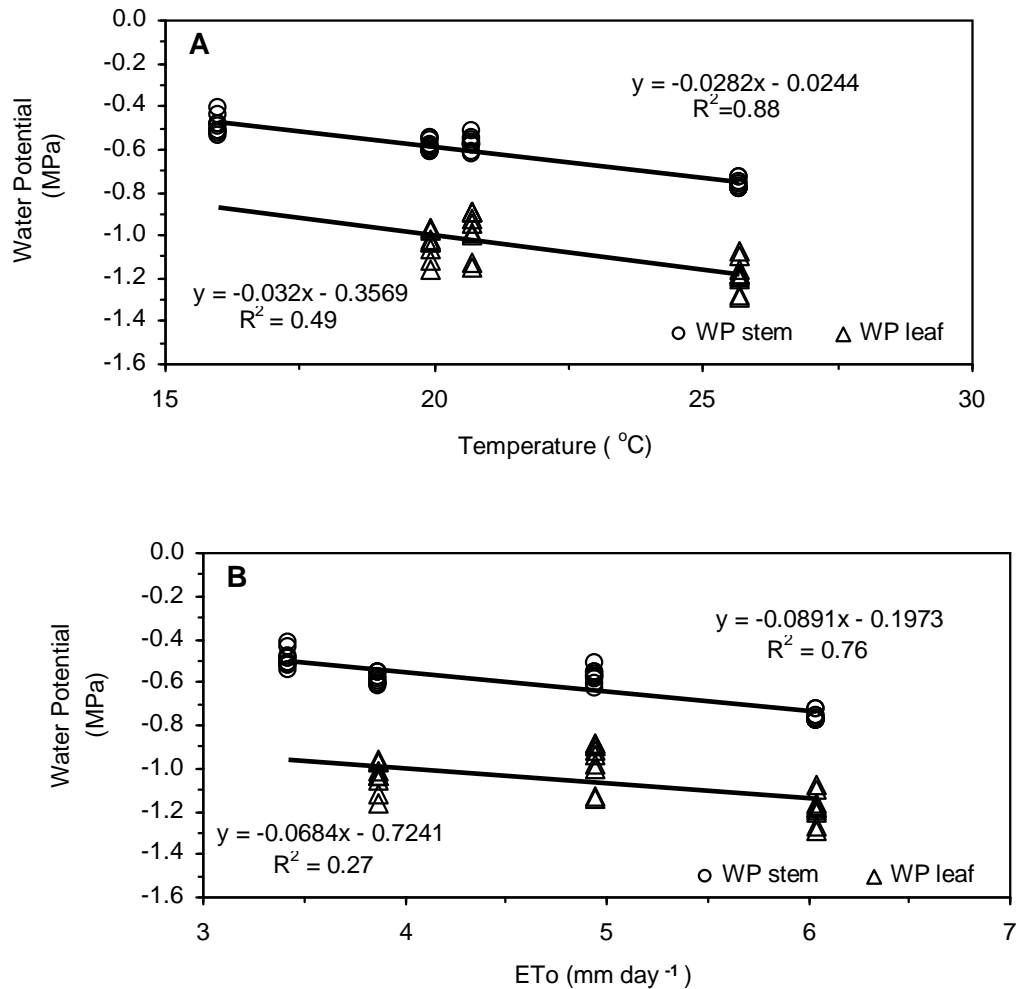 0.0
-0.2
-0.4
-0.6
-0.8
-1.0
-1.2
-1.4
-1.6
Water Potential
(MPa)
A
y = -0.0282x - 0.0244
R²=0.88
y = -0.032x - 0.3569
R² = 0.49
WP stem WP leaf
15 20 25 30
Temperature ( °C)
0.0
-0.2
-0.4
-0.6
-0.8
-1.0
-1.2
-1.4
-1.6
Water Potential
(MPa)
B
y = -0.0891x - 0.1973
R² = 0.76
y = -0.0684x - 0.7241
R² = 0.27
WP stem WP leaf
3 4 5 6 7
ETo (mm day ⁻¹)